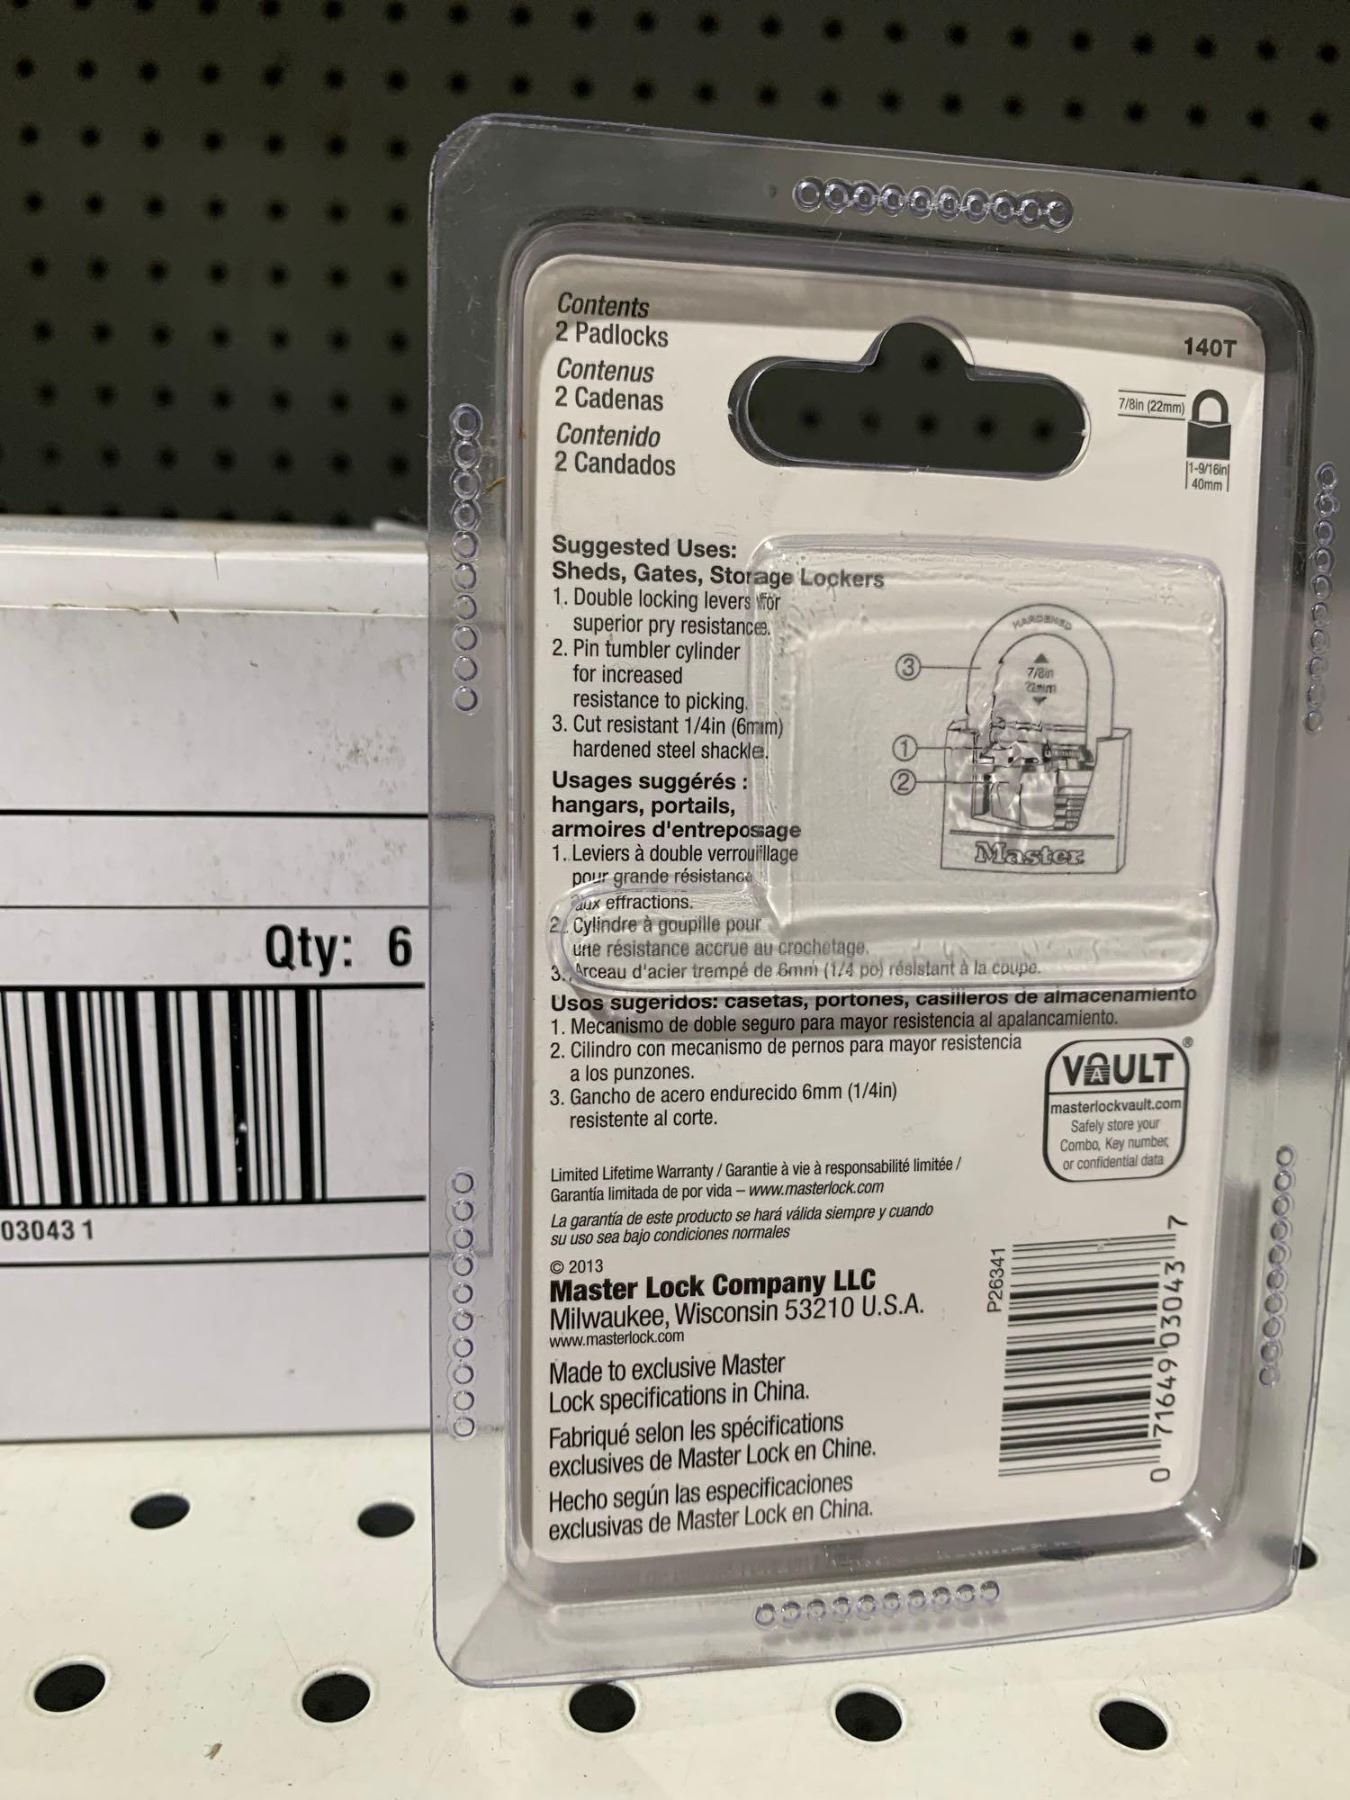 Contents
2 Padlocks
Contenus
2 Cadenas
Contenido
2 Candados
140T
7/8in (22mm)
1-9/16in
40mm
Suggested Uses:
Sheds, Gates, Storage Lockers
1. Double locking levers for
superior pry resistance.
2. Pin tumbler cylinder
for increased
resistance to picking.
3. Cut resistant 1/4in (6mm)
hardened steel shackle.
HARDENED
7/8in
22mm
3
1
2
Master
Usages suggérés :
hangars, portails,
armoires d'entreposage
1. Leviers à double verrouillage
pour grande résistance
aux effractions.
2. Cylindre à goupille pour
une résistance accrue au crochetage.
3. Arceau d'acier trempé de 6mm (1/4 po) résistant à la coupe.
Usos sugeridos: casetas, portones, casilleros de almacenamiento
1. Mecanismo de doble seguro para mayor resistencia al apalancamiento.
2. Cilindro con mecanismo de pernos para mayor resistencia
a los punzones.
3. Gancho de acero endurecido 6mm (1/4in)
resistente al corte.
VAULT®
masterlockvault.com
Safely store your
Combo, Key number,
or confidential data
Limited Lifetime Warranty / Garantie à vie à responsabilité limitée /
Garantía limitada de por vida – www.masterlock.com
La garantía de este producto se hará válida siempre y cuando
su uso sea bajo condiciones normales
© 2013
Master Lock Company LLC
Milwaukee, Wisconsin 53210 U.S.A.
www.masterlock.com
Made to exclusive Master
Lock specifications in China.
Fabriqué selon les spécifications
exclusives de Master Lock en Chine.
Hecho según las especificaciones
exclusivas de Master Lock en China.
P26341
0 71649 03043 7
Qty: 6
03043 1